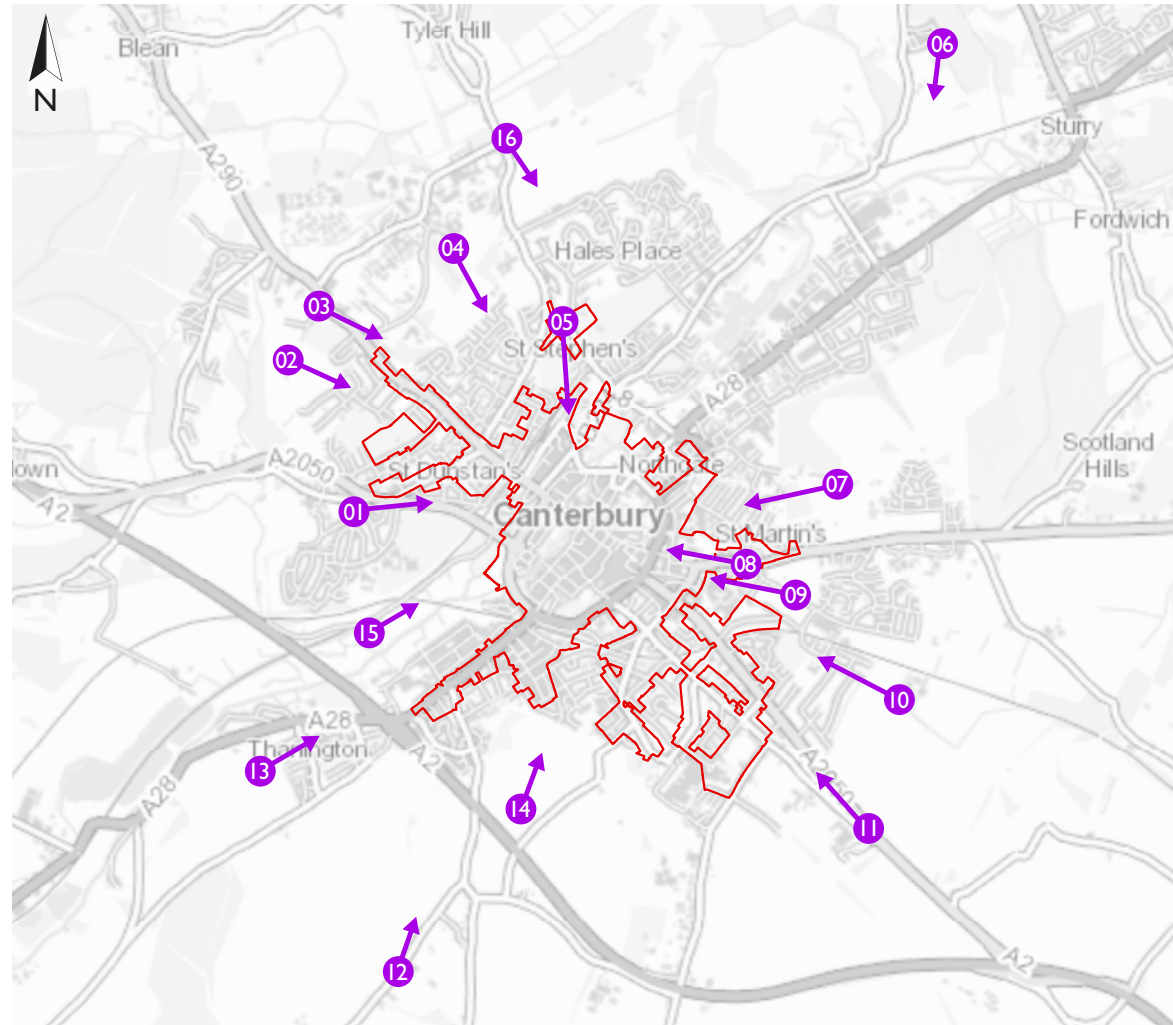 Tyler Hill
Blean
06
N
Sturry
16
A290
Fordwich
04
Hales Place
03
05
St Stephen's
02
A28
Scotland
Hills
Northgate
St Dunstan's
A2050
07
01
A2
Canterbury
St Martin's
08
09
15
10
A28
Thanington
13
A2
A28
14
A2050
11
12
A2